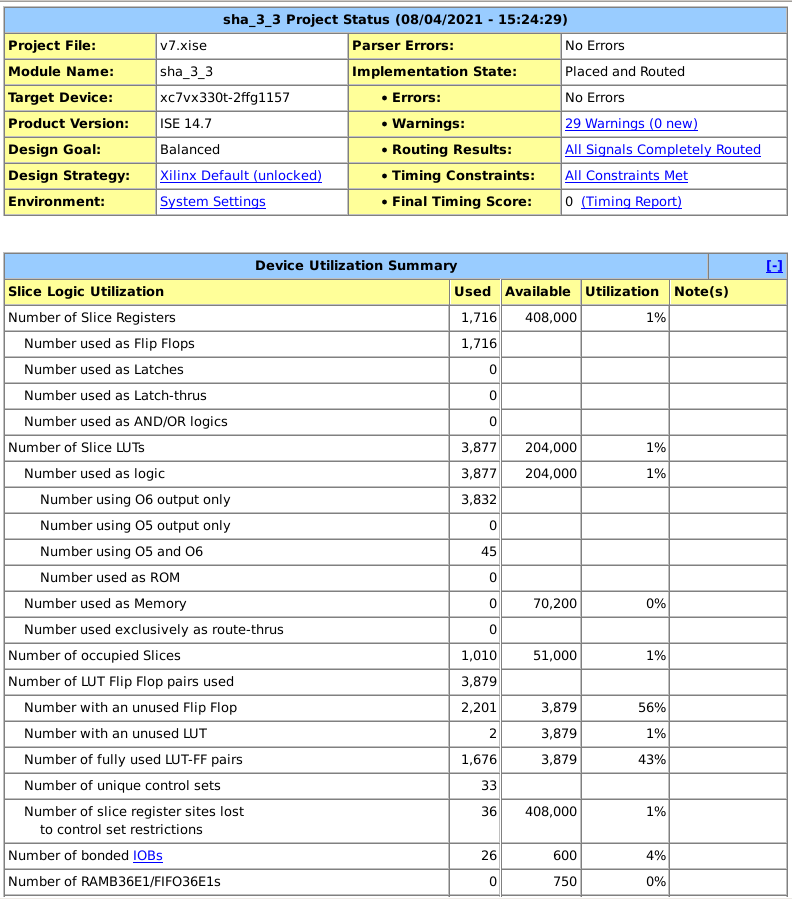 sha_3_3 Project Status (08/04/2021 - 15:24:29)
Project File: v7.xise Parser Errors: No Errors
Module Name: sha_3_3 Implementation State: Placed and Routed
Target Device: xc7vx330t-2ffg1157 • Errors: No Errors
Product Version: ISE 14.7 • Warnings: 29 Warnings (0 new)
Design Goal: Balanced • Routing Results: All Signals Completely Routed
Design Strategy: Xilinx Default (unlocked) • Timing Constraints: All Constraints Met
Environment: System Settings • Final Timing Score: 0 (Timing Report)
Device Utilization Summary [-]
Slice Logic Utilization Used Available Utilization Note(s)
Number of Slice Registers 1,716 408,000 1%
Number used as Flip Flops 1,716
Number used as Latches 0
Number used as Latch-thrus 0
Number used as AND/OR logics 0
Number of Slice LUTs 3,877 204,000 1%
Number used as logic 3,877 204,000 1%
Number using O6 output only 3,832
Number using O5 output only 0
Number using O5 and O6 45
Number used as ROM 0
Number used as Memory 0 70,200 0%
Number used exclusively as route-thrus 0
Number of occupied Slices 1,010 51,000 1%
Number of LUT Flip Flop pairs used 3,879
Number with an unused Flip Flop 2,201 3,879 56%
Number with an unused LUT 2 3,879 1%
Number of fully used LUT-FF pairs 1,676 3,879 43%
Number of unique control sets 33
Number of slice register sites lost 36 408,000 1%
to control set restrictions
Number of bonded IOBs 26 600 4%
Number of RAMB36E1/FIFO36E1s 0 750 0%